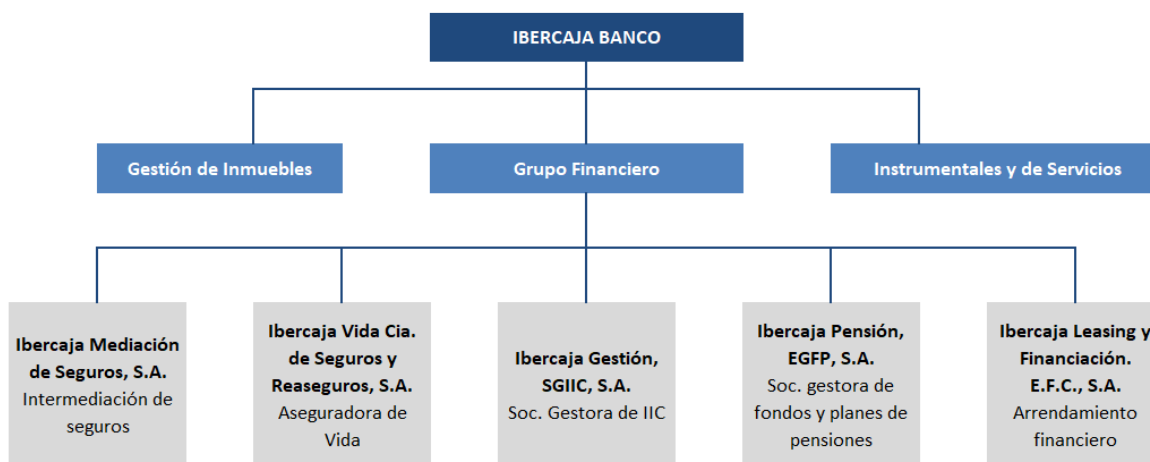 IBERCAJA BANCO
Gestión de Inmuebles
Grupo Financiero
Instrumentales y de Servicios
Ibercaja Mediación
de Seguros, S.A.
Intermediación de
seguros
Ibercaja Vida Cia.
de Seguros y
Reaseguros, S.A.
Aseguradora de
Vida
Ibercaja Gestión,
SGIIC, S.A.
Soc. Gestora de IIC
Ibercaja Pensión,
EGFP, S.A.
Soc. gestora de
fondos y planes de
pensiones
Ibercaja Leasing y
Financiación.
E.F.C., S.A.
Arrendamiento
financiero